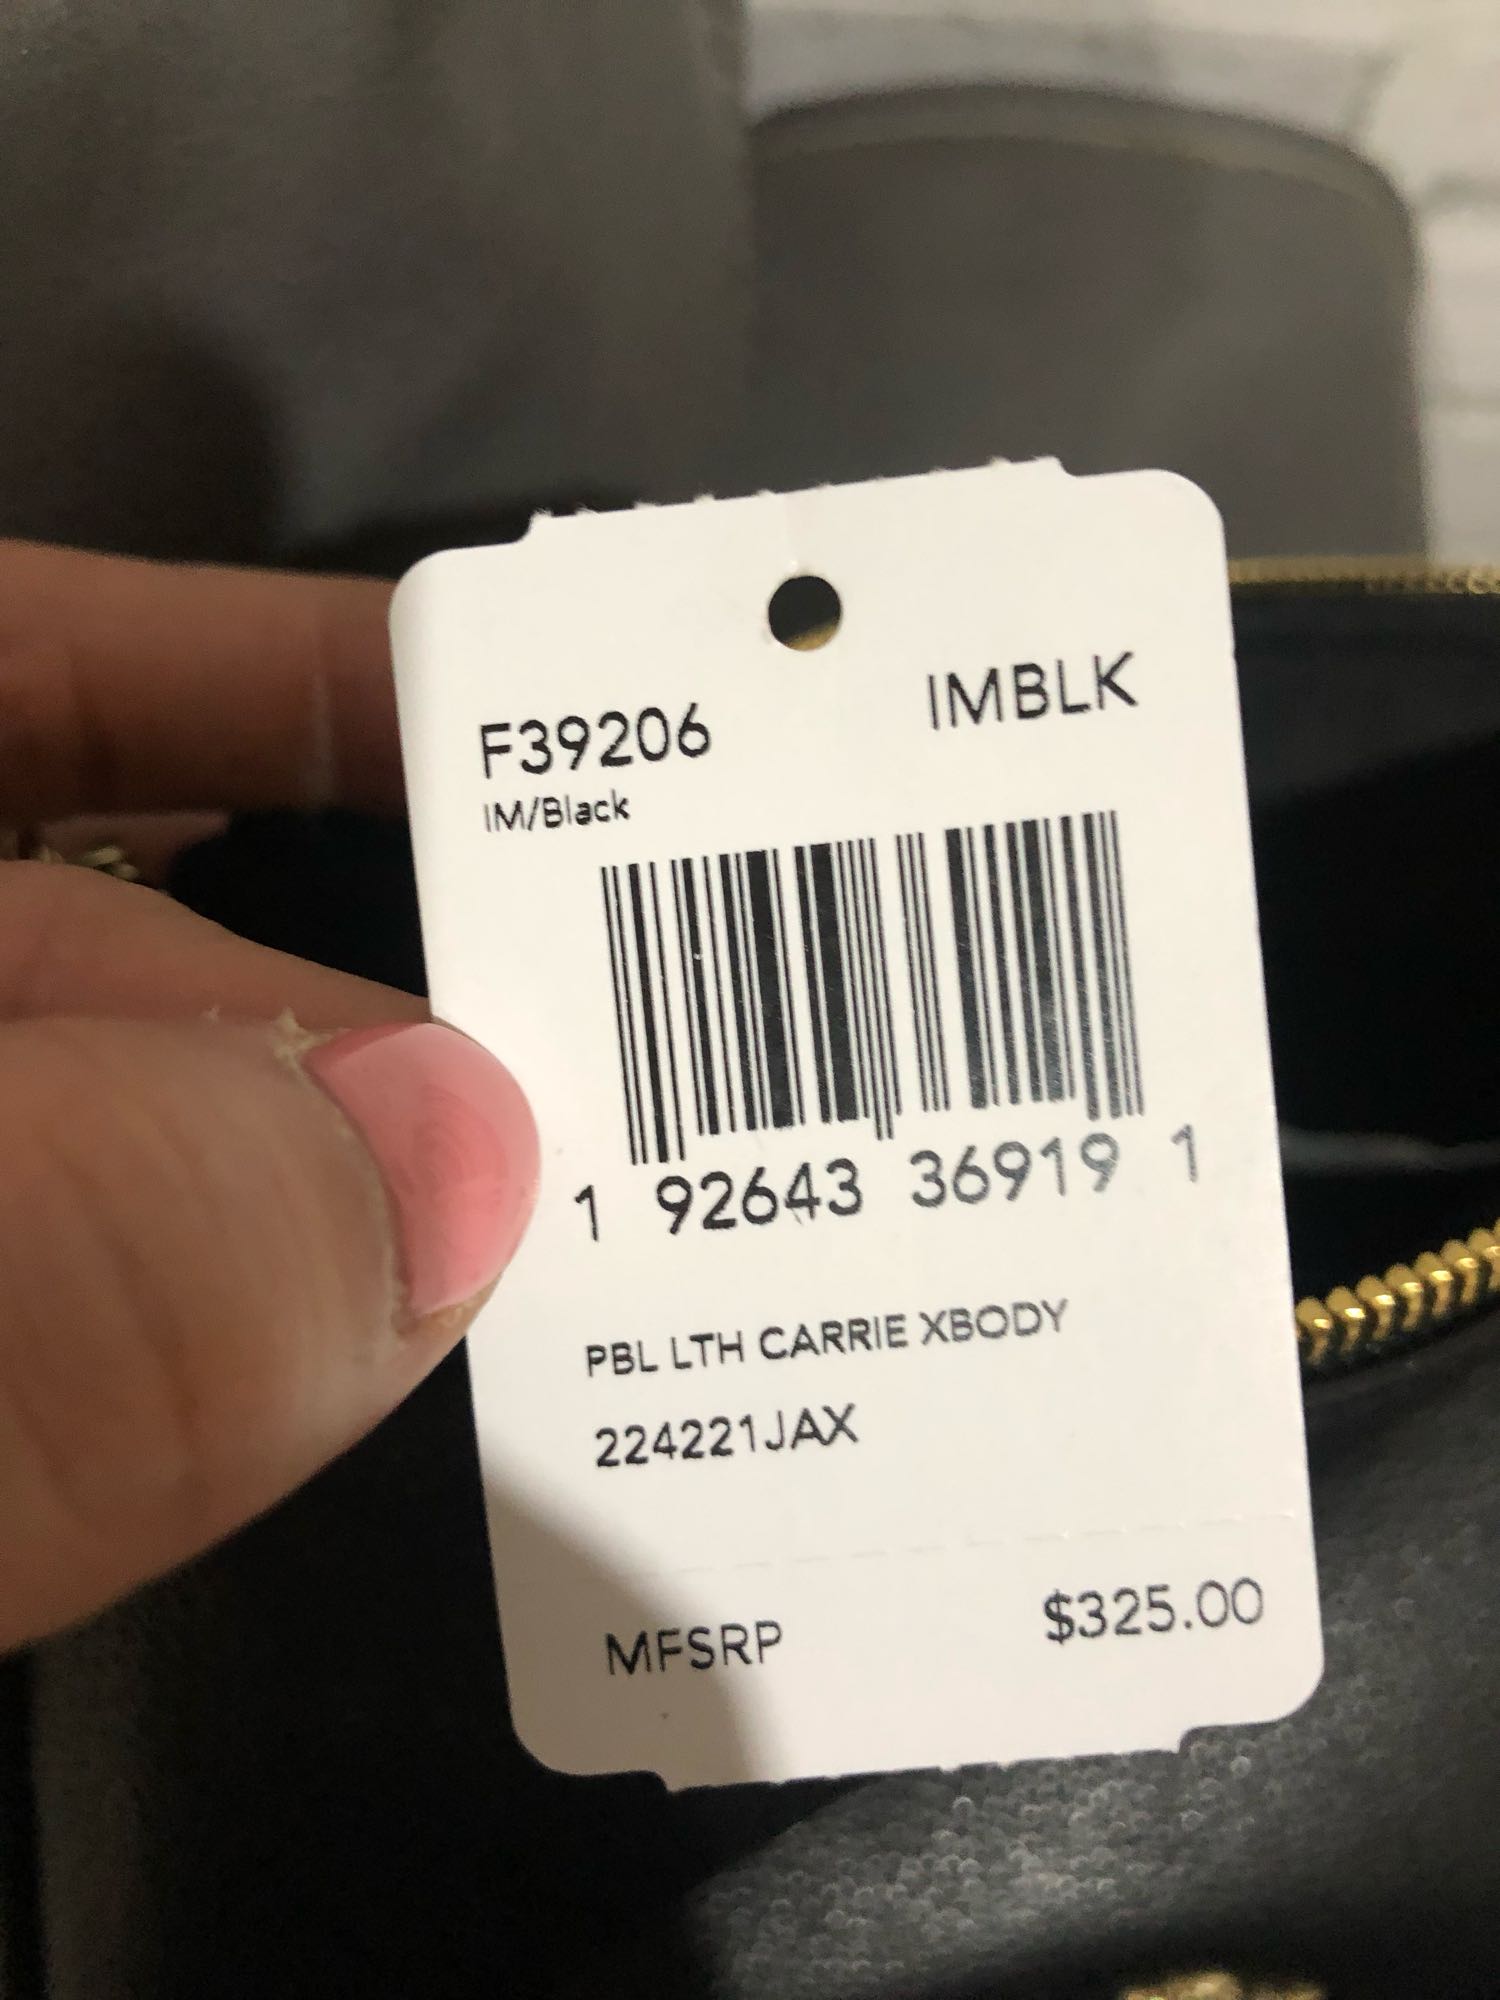 F39206 IMBLK
IM/Black
1 92643 36919 1
PBL LTH CARRIE XBODY
224221JAX
MFSRP $325.00